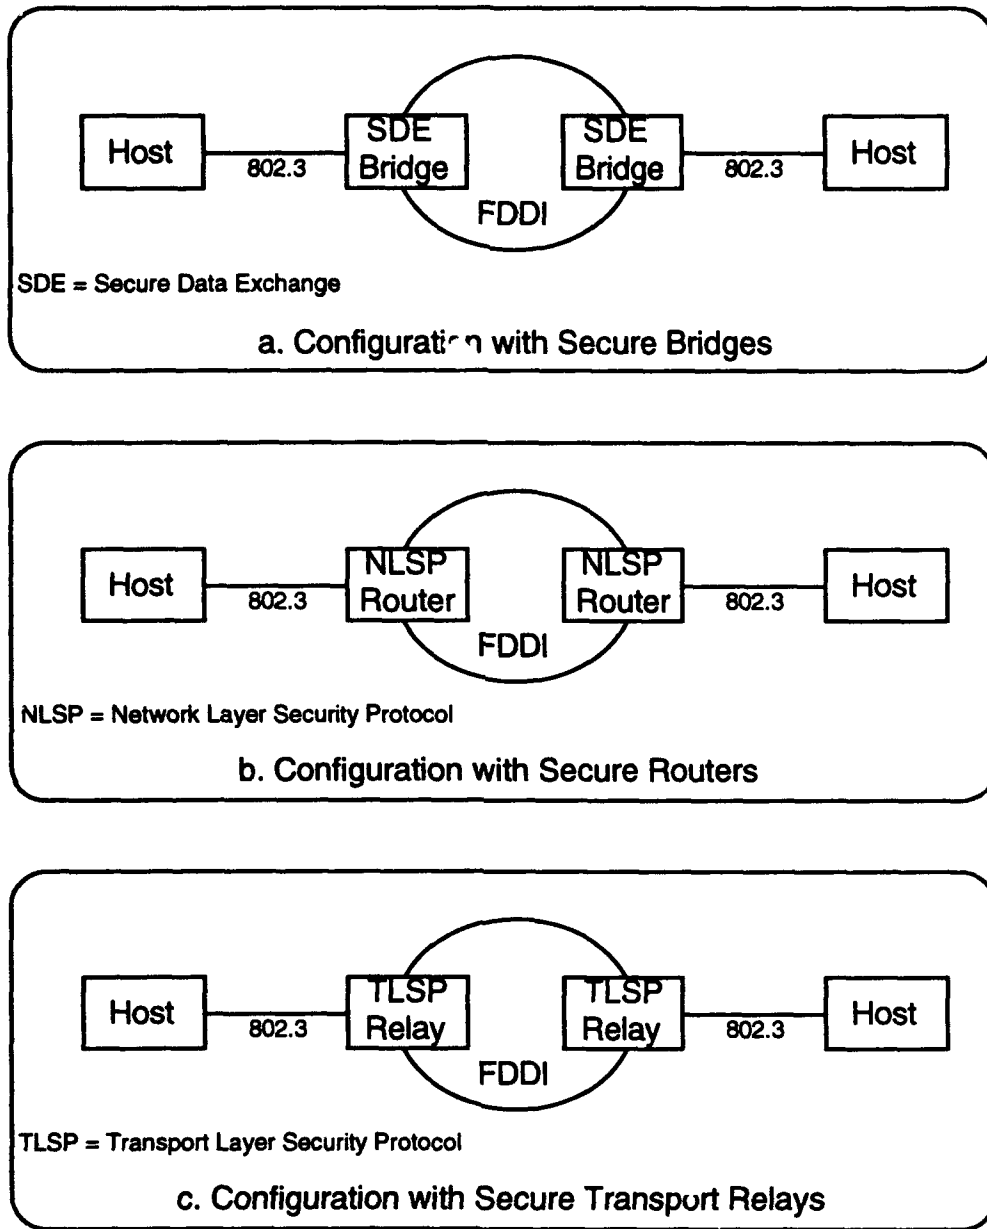 Host
802.3
SDE
Bridge
FDDI
SDE
Bridge
802.3
Host
SDE = Secure Data Exchange
a. Configuration with Secure Bridges
Host
802.3
NLSP
Router
FDDI
NLSP
Router
802.3
Host
NLSP = Network Layer Security Protocol
b. Configuration with Secure Routers
Host
802.3
TLSP
Relay
FDDI
TLSP
Relay
802.3
Host
TLSP = Transport Layer Security Protocol
c. Configuration with Secure Transport Relays